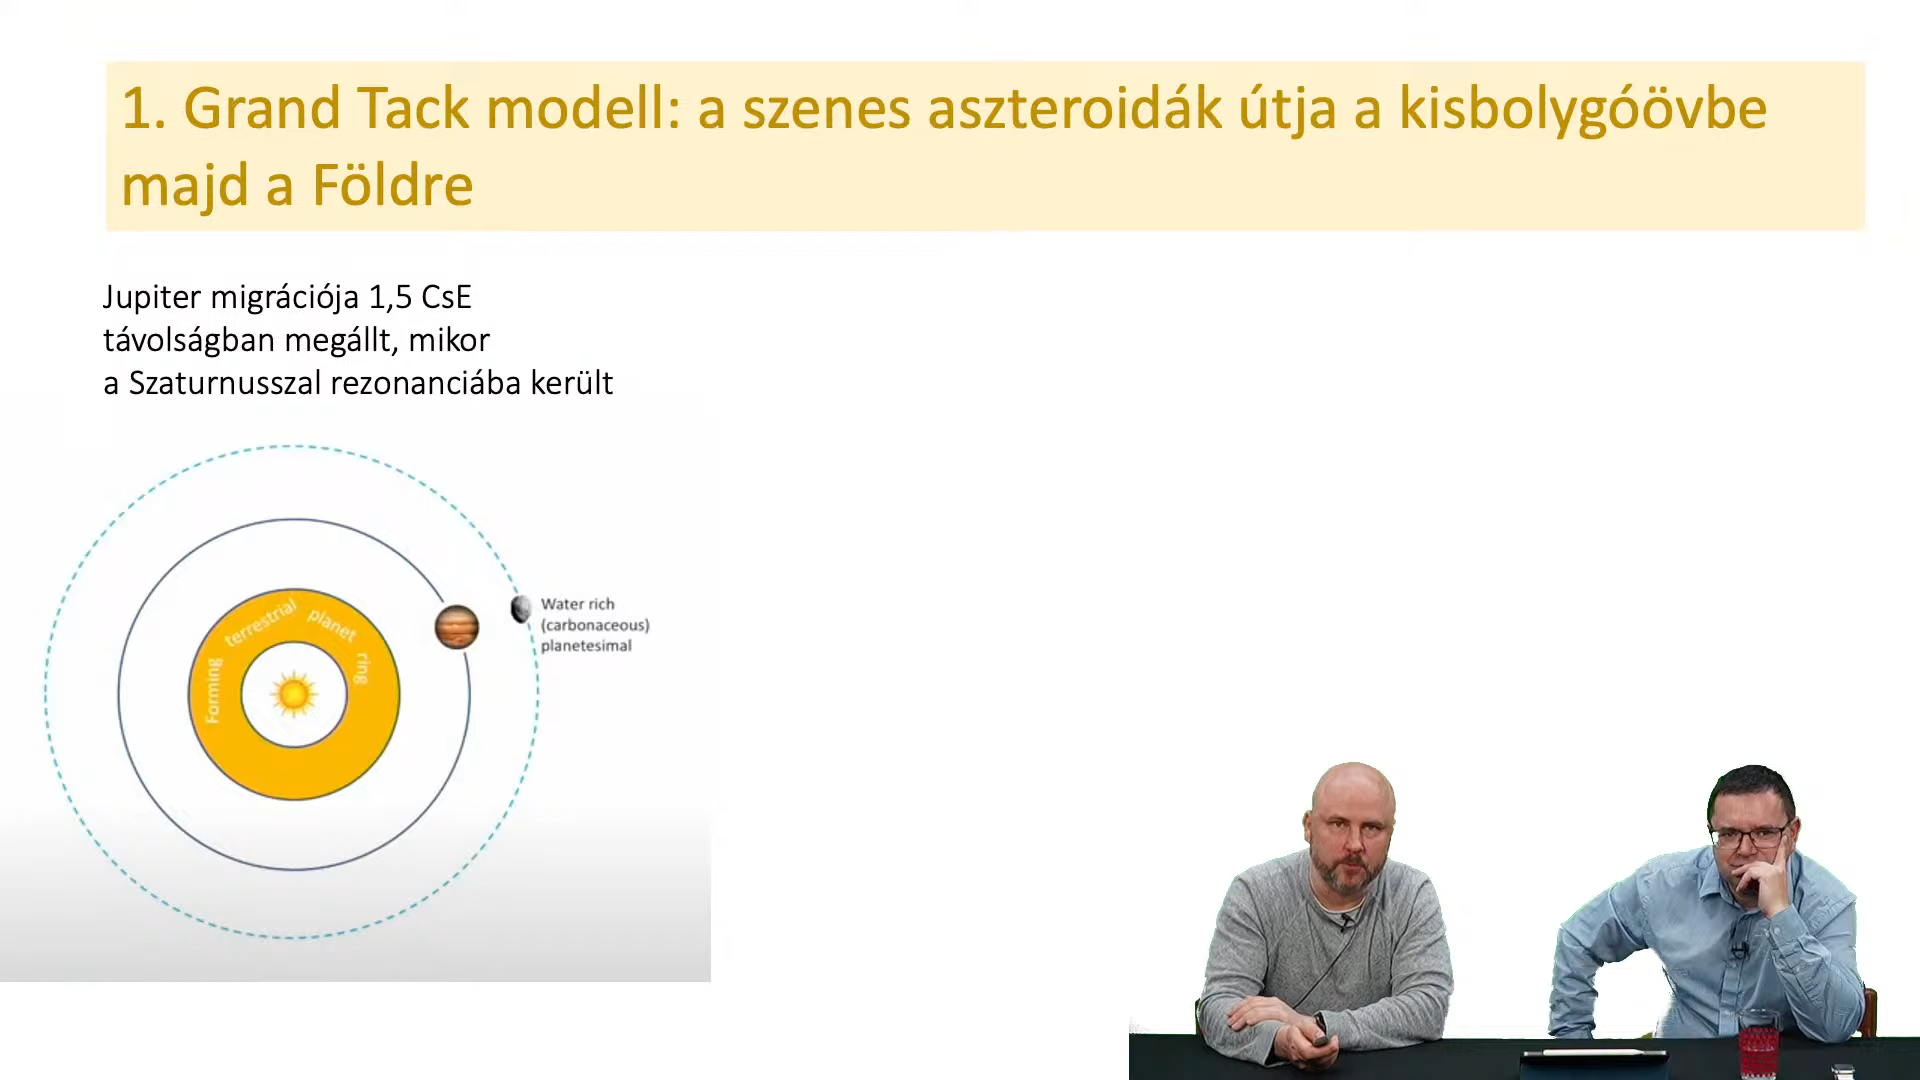 1. Grand Tack modell: a szenes aszteroidák útja a kisbolygóövbe
majd a Földre
Jupiter migrációja 1,5 CsE
távolságban megállt, mikor
a Szaturnusszal rezonanciába került
Forming terrestrial planet ring
Water rich
(carbonaceous)
planetesimal